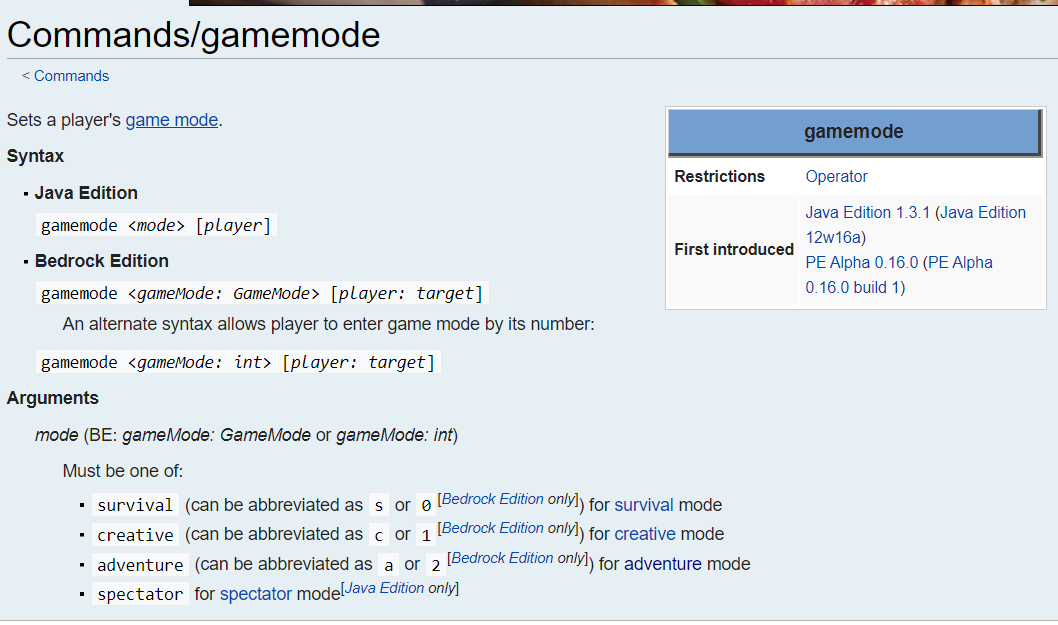 Commands/gamemode
< Commands
Sets a player's game mode.
Syntax
▪ Java Edition
gamemode <mode> [player]
▪ Bedrock Edition
gamemode <gameMode: GameMode> [player: target]
An alternate syntax allows player to enter game mode by its number:
gamemode <gameMode: int> [player: target]
Arguments
mode (BE: gameMode: GameMode or gameMode: int)
Must be one of:
▪ survival (can be abbreviated as s or 0[Bedrock Edition only]) for survival mode
▪ creative (can be abbreviated as c or 1[Bedrock Edition only]) for creative mode
▪ adventure (can be abbreviated as a or 2[Bedrock Edition only]) for adventure mode
▪ spectator for spectator mode[Java Edition only]
gamemode
Restrictions Operator
First introduced Java Edition 1.3.1 (Java Edition
12w16a)
PE Alpha 0.16.0 (PE Alpha
0.16.0 build 1)